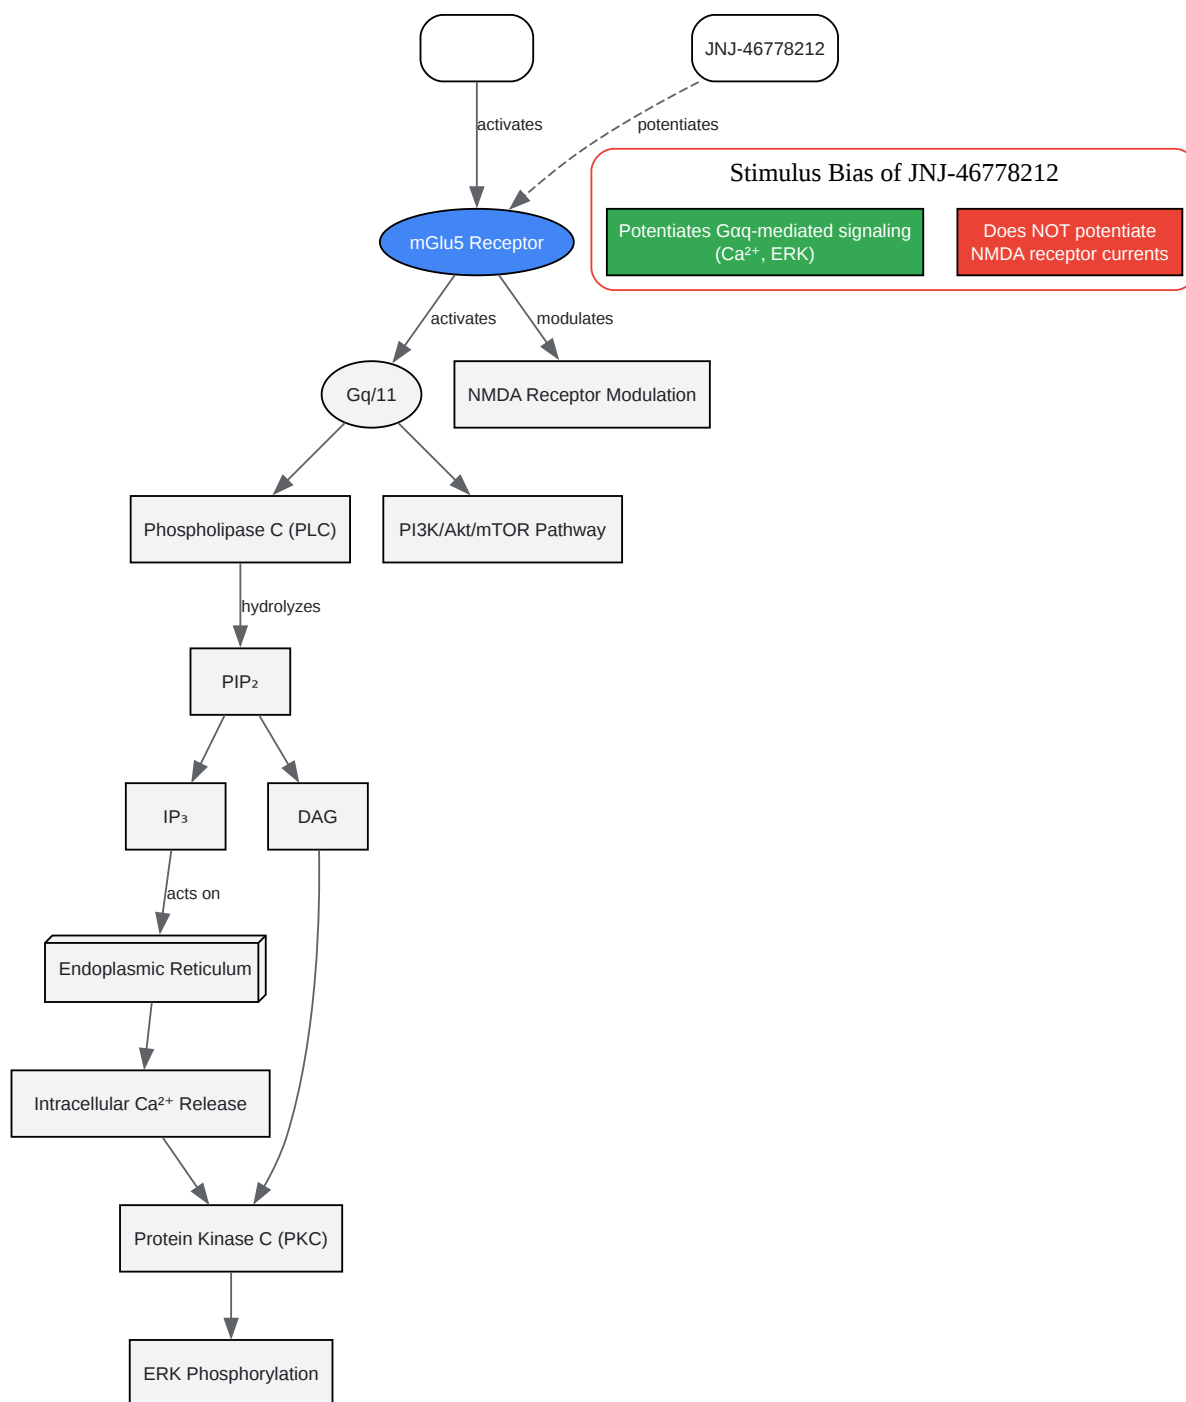 JNJ-46778212
activates
potentiates
Stimulus Bias of JNJ-46778212
Potentiates Gαq-mediated signaling
(Ca²⁺, ERK)
Does NOT potentiate
NMDA receptor currents
mGlu5 Receptor
activates
modulates
Gq/11
NMDA Receptor Modulation
Phospholipase C (PLC)
PI3K/Akt/mTOR Pathway
hydrolyzes
PIP₂
IP₃
DAG
acts on
Endoplasmic Reticulum
Intracellular Ca²⁺ Release
Protein Kinase C (PKC)
ERK Phosphorylation